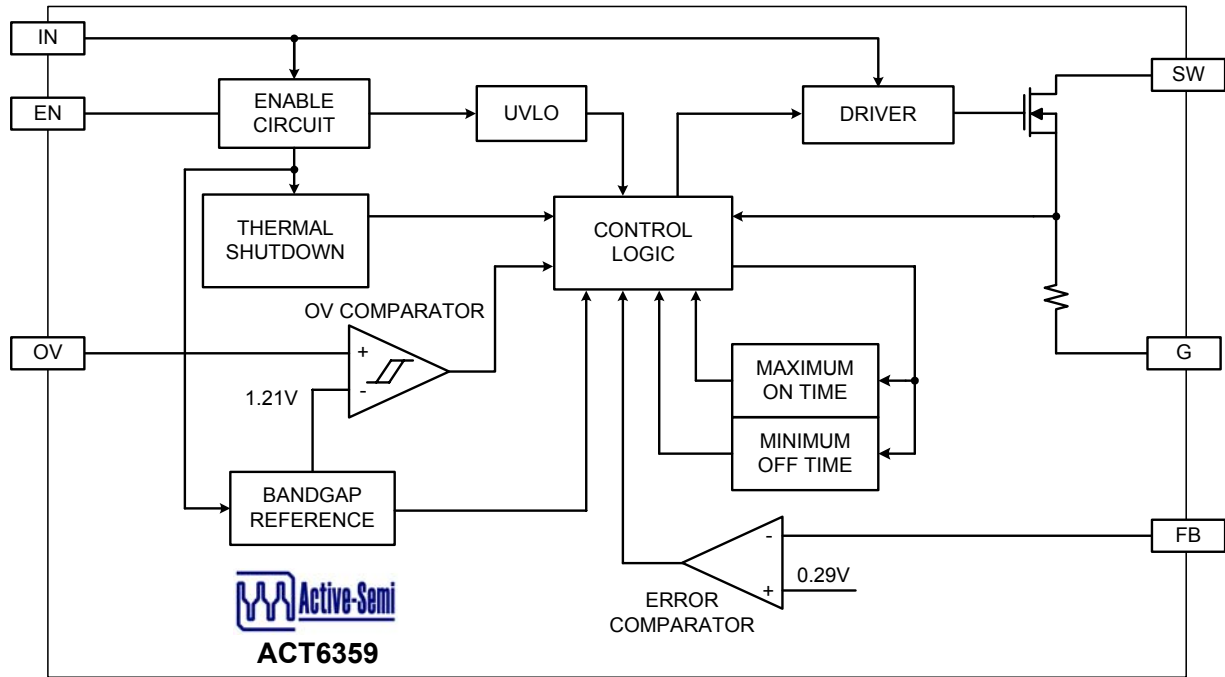 IN
SW
EN
ENABLE
CIRCUIT
UVLO
DRIVER
THERMAL
SHUTDOWN
CONTROL
LOGIC
OV COMPARATOR
OV
+
-
1.21V
G
MAXIMUM
ON TIME
MINIMUM
OFF TIME
BANDGAP
REFERENCE
FB
-
+
0.29V
ERROR
COMPARATOR
Active-Semi
ACT6359